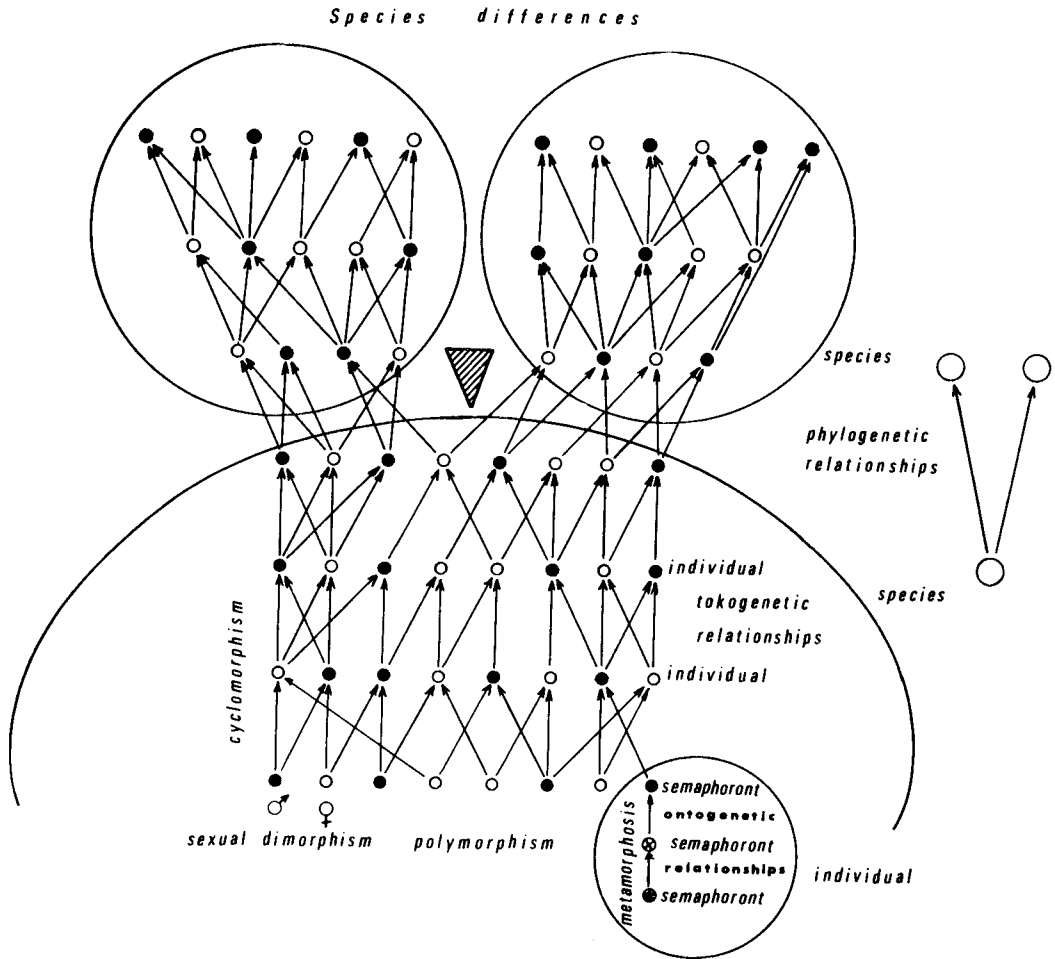 Species differences
species
phylogenetic
relationships
species
individual
tokogenetic
relationships
individual
cyclomorphism
♂ ♀
sexual dimorphism polymorphism
metamorphosis
semaphoront
ontogenetic
semaphoront
relationships
semaphoront
individual